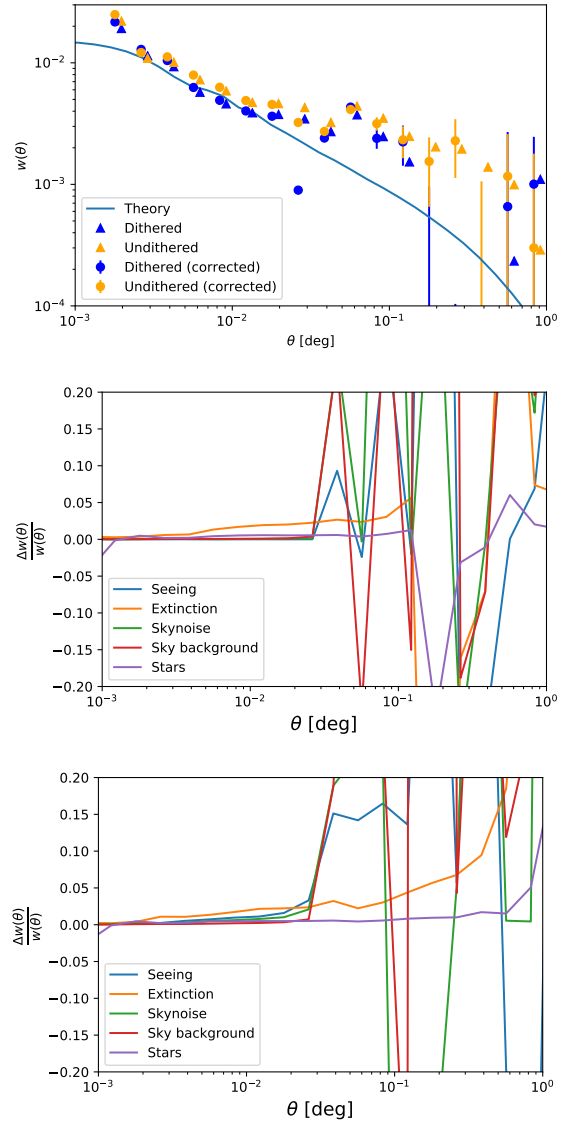 10⁻²
10⁻³
10⁻⁴
w(θ)
Theory
Dithered
Undithered
Dithered (corrected)
Undithered (corrected)
10⁻³ 10⁻² 10⁻¹ 10⁰
θ [deg]
0.20
0.15
0.10
0.05
0.00
−0.05
−0.10
−0.15
−0.20
Δw(θ)
w(θ)
Seeing
Extinction
Skynoise
Sky background
Stars
10⁻³ 10⁻² 10⁻¹ 10⁰
θ [deg]
0.20
0.15
0.10
0.05
0.00
−0.05
−0.10
−0.15
−0.20
Δw(θ)
w(θ)
Seeing
Extinction
Skynoise
Sky background
Stars
10⁻³ 10⁻² 10⁻¹ 10⁰
θ [deg]